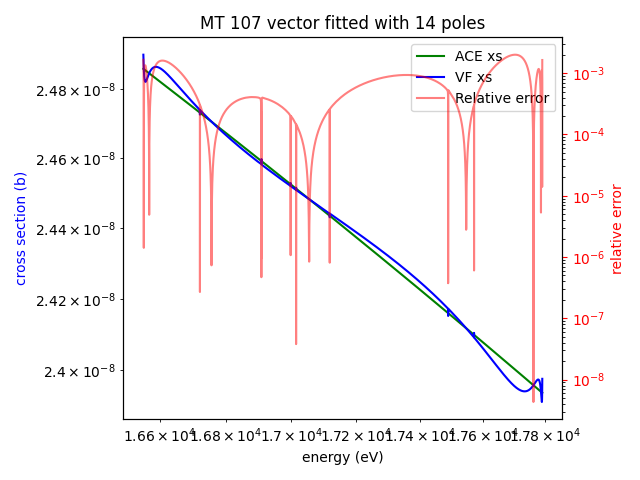 MT 107 vector fitted with 14 poles
ACE xs
VF xs
Relative error
2.48 × 10⁻⁸
2.46 × 10⁻⁸
2.44 × 10⁻⁸
2.42 × 10⁻⁸
2.4 × 10⁻⁸
cross section (b)
10⁻³
10⁻⁴
10⁻⁵
10⁻⁶
10⁻⁷
10⁻⁸
relative error
1.66 × 10⁴ 1.68 × 10⁴ 1.7 × 10⁴ 1.72 × 10⁴ 1.74 × 10⁴ 1.76 × 10⁴ 1.78 × 10⁴
energy (eV)